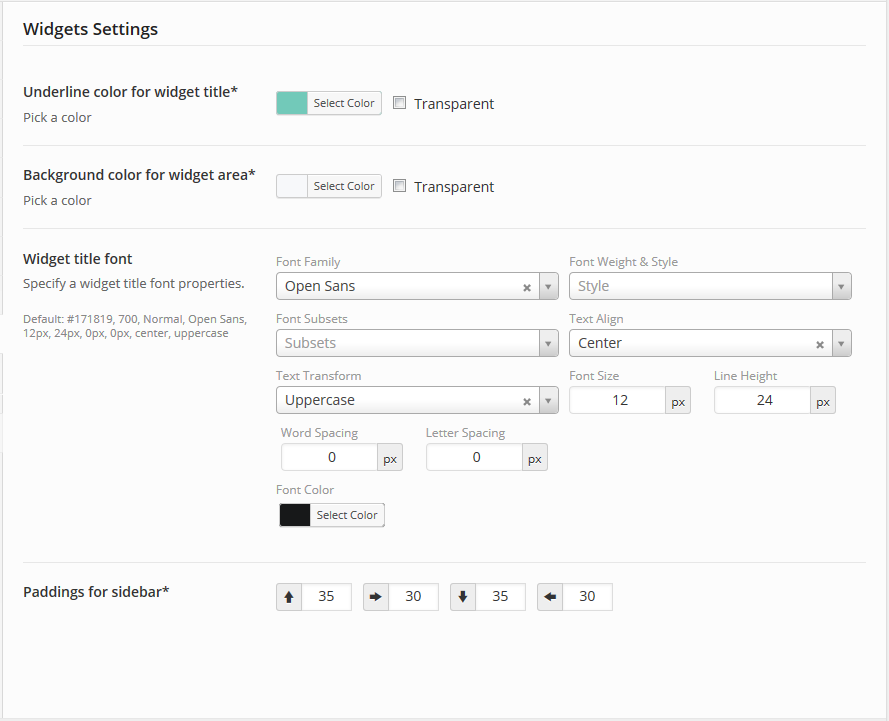 Widgets Settings
Underline color for widget title*
Pick a color
Select Color
Transparent
Background color for widget area*
Pick a color
Select Color
Transparent
Widget title font
Specify a widget title font properties.
Default: #171819, 700, Normal, Open Sans,
12px, 24px, 0px, 0px, center, uppercase
Font Family
Open Sans
Font Weight & Style
Style
Font Subsets
Subsets
Text Align
Center
Text Transform
Uppercase
Font Size
12 px
Line Height
24 px
Word Spacing
0 px
Letter Spacing
0 px
Font Color
Select Color
Paddings for sidebar*
35 30 35 30